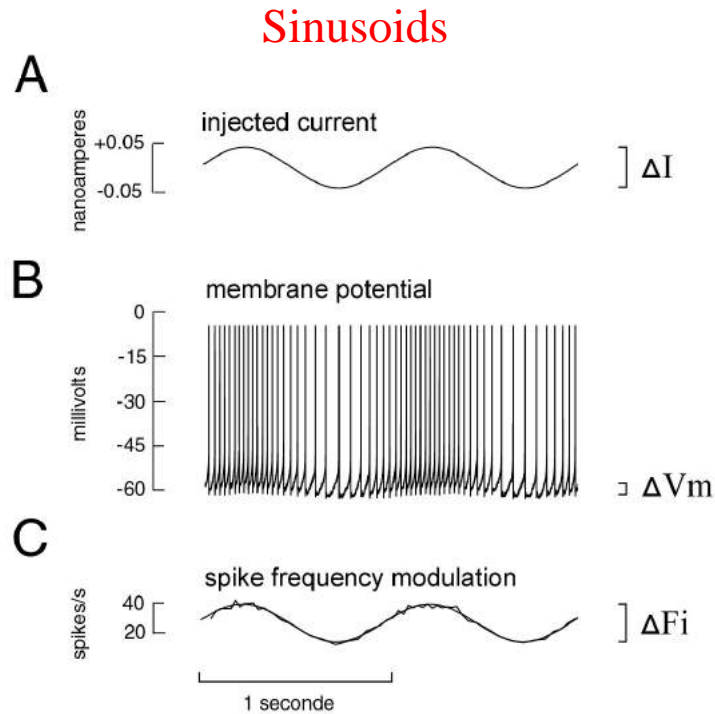 Sinusoids
A
injected current
nanoamperes
+0.05
-0.05
ΔI
B
membrane potential
millivolts
0
-15
-30
-45
-60
ΔVm
C
spike frequency modulation
spikes/s
40
20
ΔFi
1 seconde